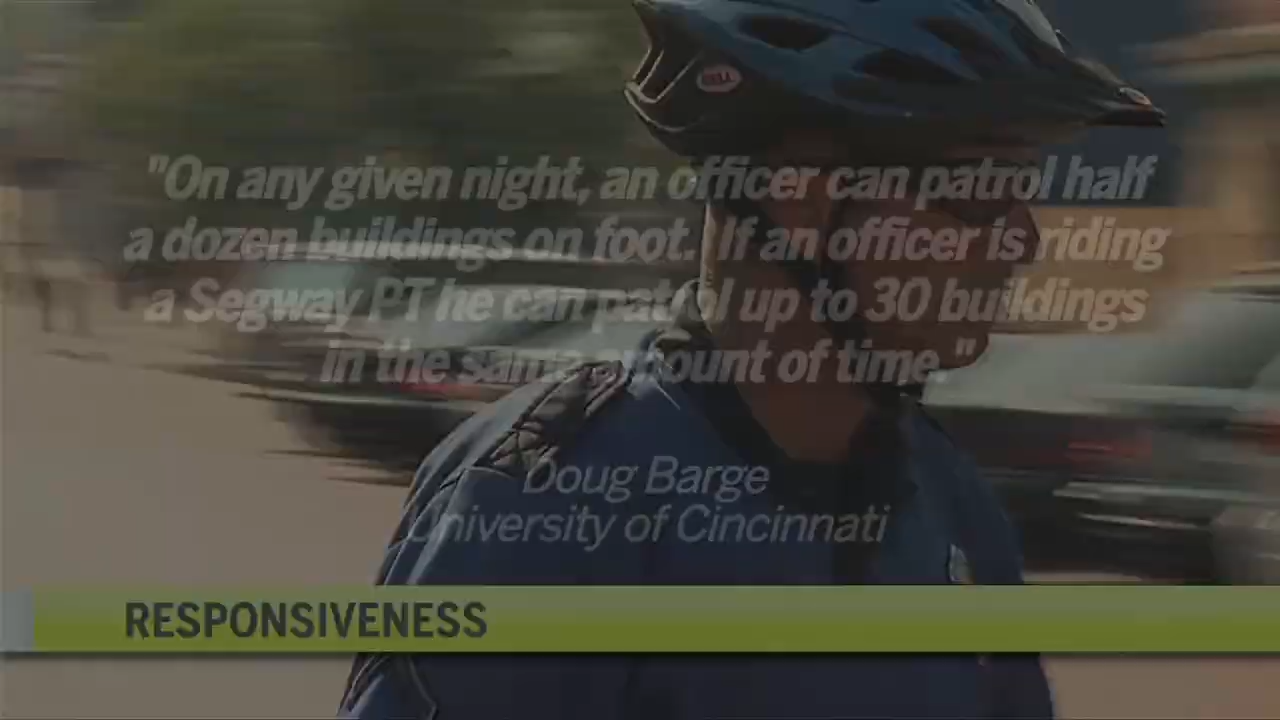 BELL
"On any given night, an officer can patrol half
a dozen buildings on foot. If an officer is riding
a Segway PT he can patrol up to 30 buildings
in the same amount of time."
Doug Barge
University of Cincinnati
RESPONSIVENESS